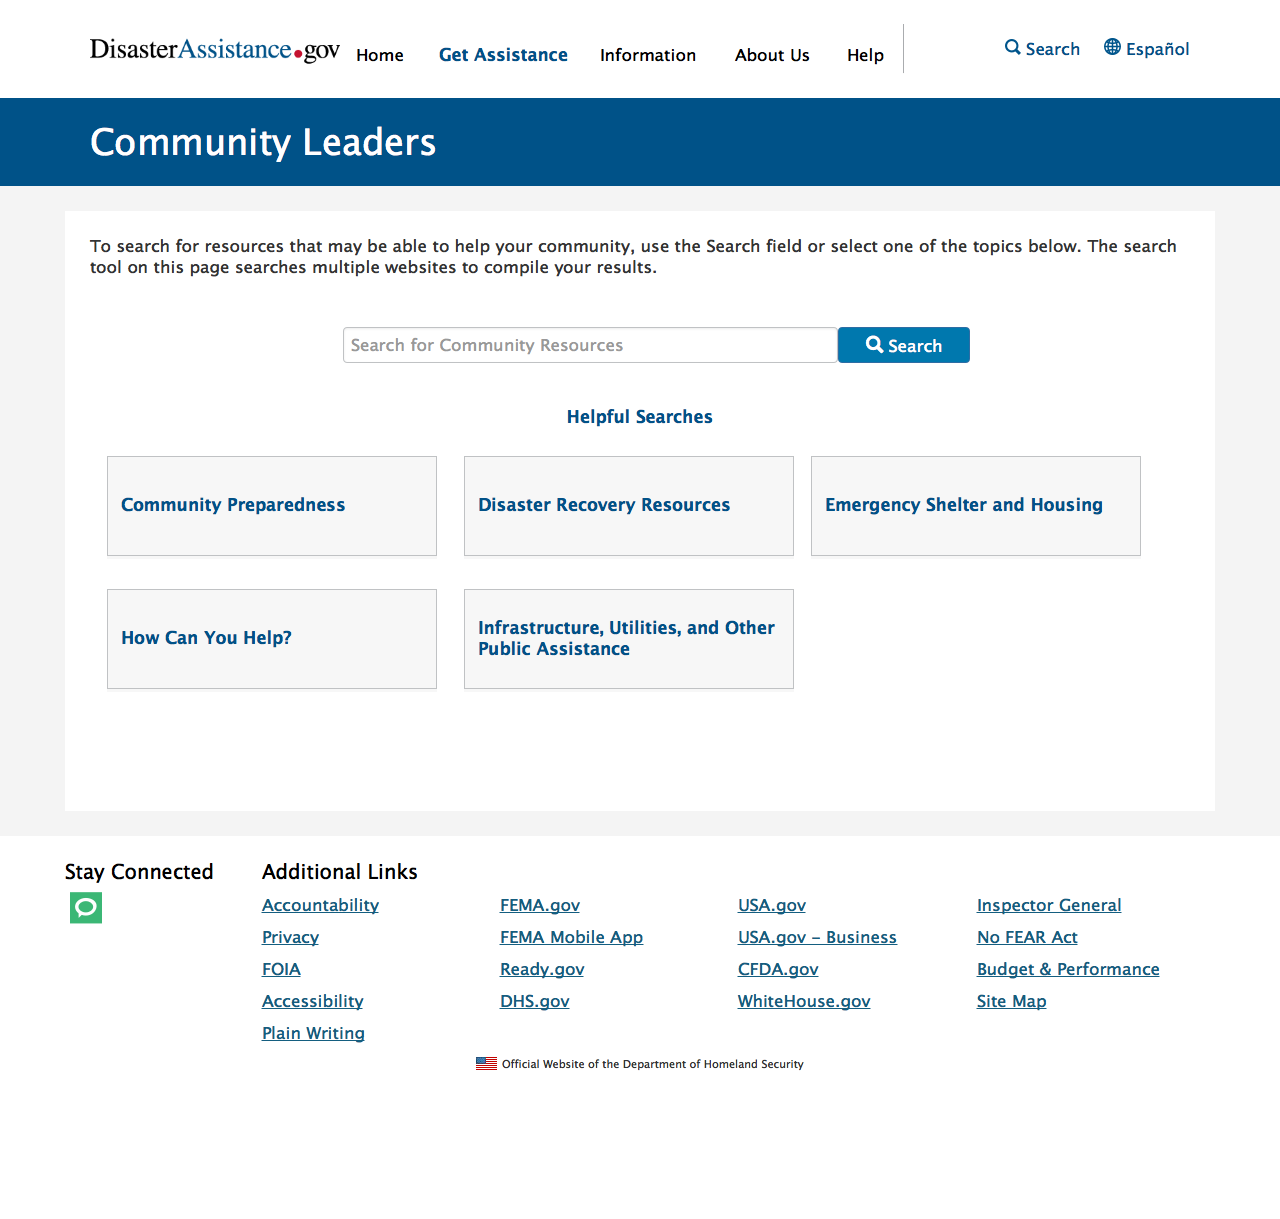 DisasterAssistance.gov Home Get Assistance Information About Us Help Search Español
Community Leaders
To search for resources that may be able to help your community, use the Search field or select one of the topics below. The search
tool on this page searches multiple websites to compile your results.
Search for Community Resources Search
Helpful Searches
Community Preparedness Disaster Recovery Resources Emergency Shelter and Housing
How Can You Help?
Infrastructure, Utilities, and Other
Public Assistance
Stay Connected Additional Links
Accountability FEMA.gov USA.gov Inspector General
Privacy FEMA Mobile App USA.gov – Business No FEAR Act
FOIA Ready.gov CFDA.gov Budget & Performance
Accessibility DHS.gov WhiteHouse.gov Site Map
Plain Writing
Official Website of the Department of Homeland Security